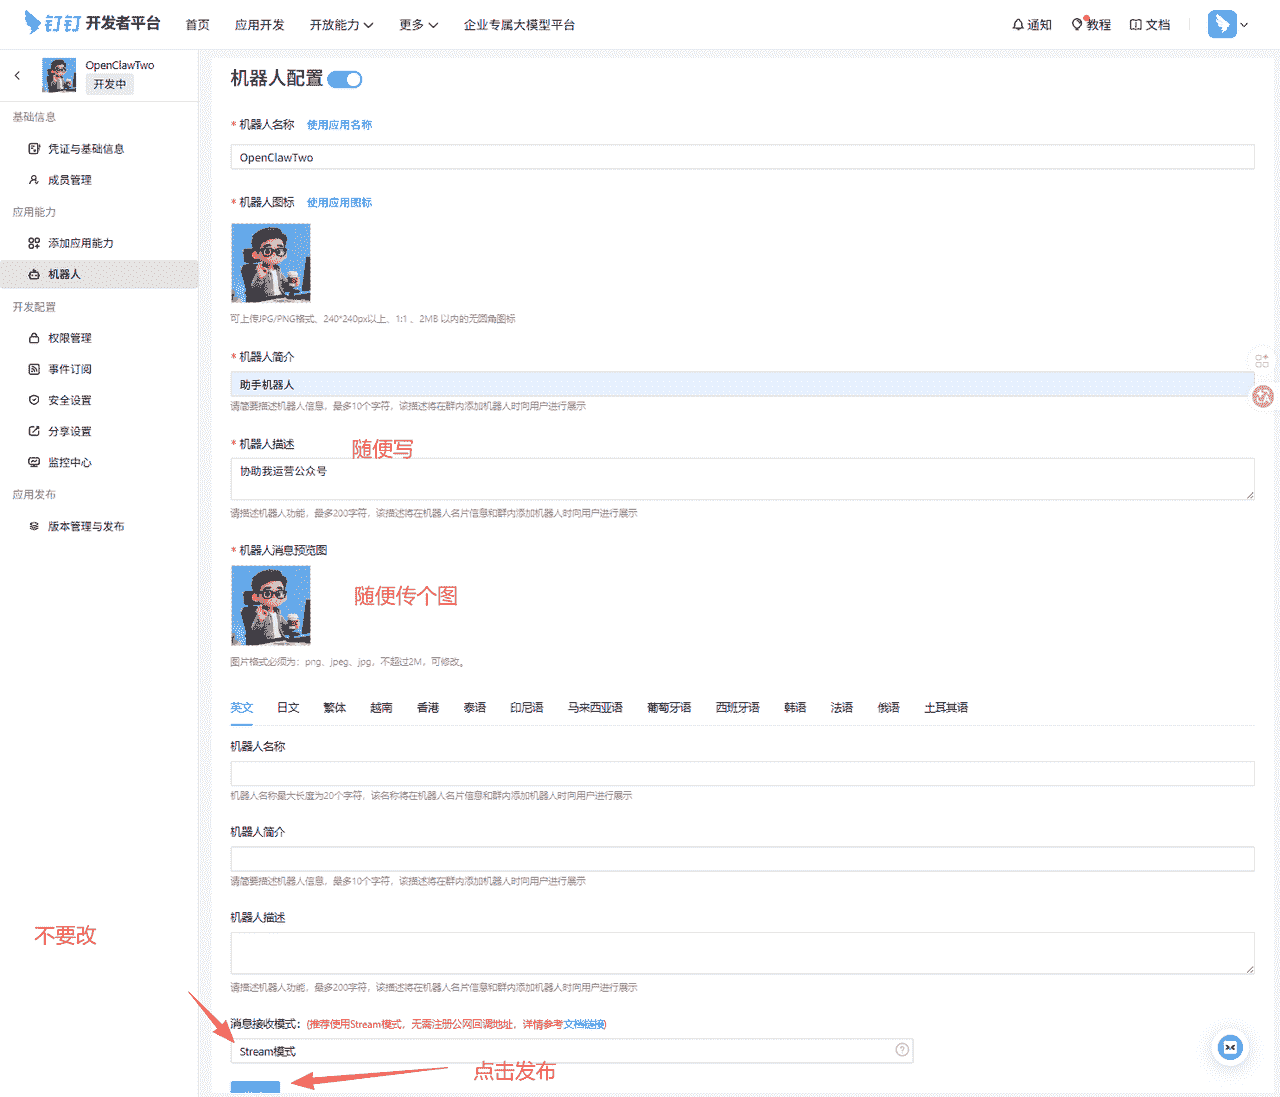 钉钉 开发者平台 首页 应用开发 开放能力 更多 企业专属大模型平台 通知 教程 文档
OpenClawTwo
开发中
基础信息
凭证与基础信息
成员管理
应用能力
添加应用能力
机器人
开发配置
权限管理
事件订阅
安全设置
分享设置
监控中心
应用发布
版本管理与发布
机器人配置
* 机器人名称 使用应用名称
OpenClawTwo
* 机器人图标 使用应用图标
可上传JPG/PNG格式、240*240px以上、1:1 、2MB 以内的无圆角图标
* 机器人简介
助手机器人
请简要描述机器人信息，最多10个字符，该描述将在群内添加机器人时向用户进行展示
* 机器人描述 随便写
协助我运营公众号
请描述机器人功能，最多200字符，该描述将在机器人名片信息和群内添加机器人时向用户进行展示
* 机器人消息预览图
随便传个图
图片格式必须为：png、jpeg、jpg，不超过2M，可修改。
英文 日文 繁体 越南 香港 泰语 印尼语 马来西亚语 葡萄牙语 西班牙语 韩语 法语 俄语 土耳其语
机器人名称
机器人名称最大长度为20个字符，该名称将在机器人名片信息和群内添加机器人时向用户进行展示
机器人简介
请简要描述机器人信息，最多10个字符，该描述将在群内添加机器人时向用户进行展示
机器人描述
不要改
请描述机器人功能，最多200字符，该描述将在机器人名片信息和群内添加机器人时向用户进行展示
消息接收模式：(推荐使用Stream模式，无需注册公网回调地址，详情参考文档链接)
Stream模式
点击发布